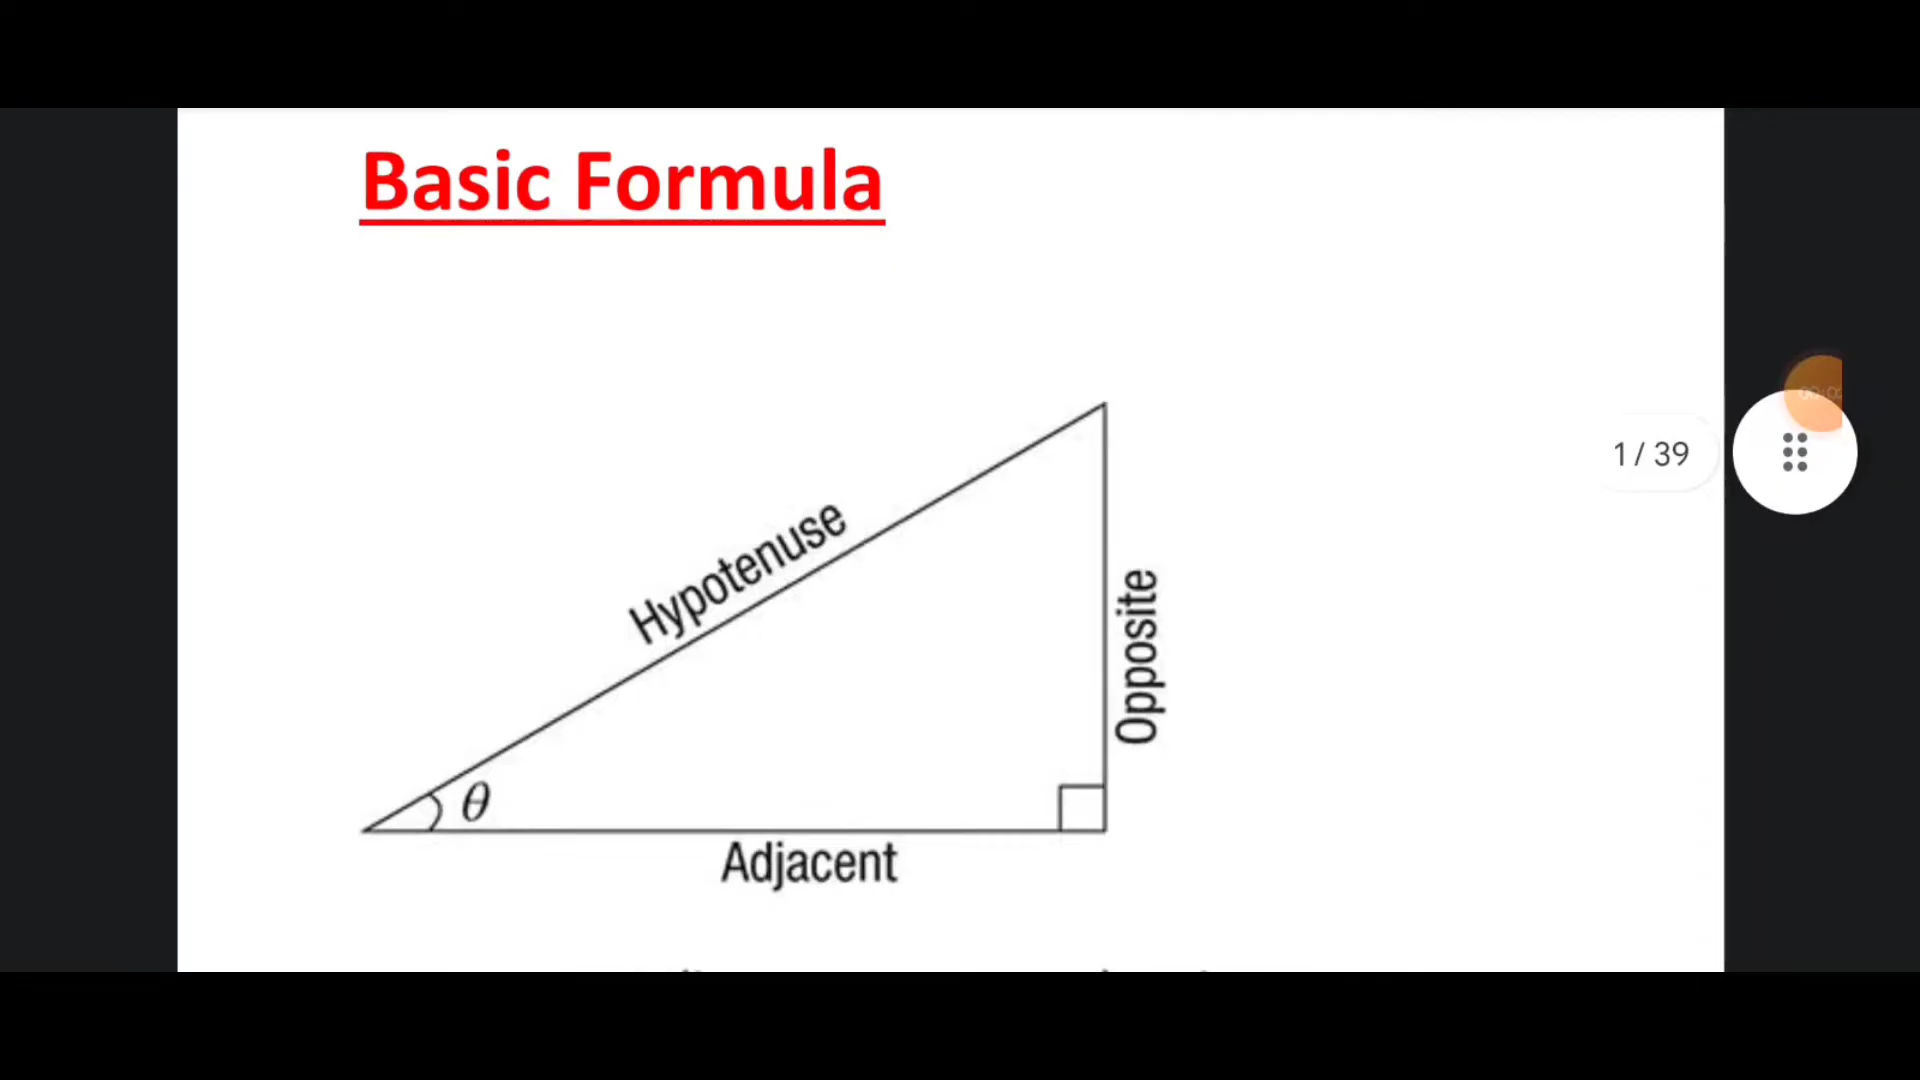 Basic Formula
1 / 39
Hypotenuse
Opposite
θ
Adjacent